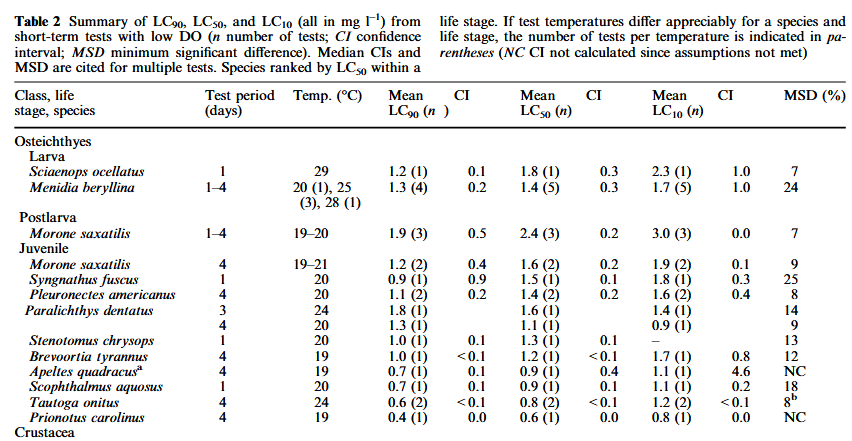 Table 2 Summary of LC90, LC50, and LC10 (all in mg l–1) from
short-term tests with low DO (n number of tests; CI confidence
interval; MSD minimum significant difference). Median CIs and
MSD are cited for multiple tests. Species ranked by LC50 within a
life stage. If test temperatures differ appreciably for a species and
life stage, the number of tests per temperature is indicated in pa-
rentheses (NC CI not calculated since assumptions not met)
Class, life stage, species Test period (days) Temp. (°C) Mean LC90 (n ) CI Mean LC50 (n) CI Mean LC10 (n) CI MSD (%)
Osteichthyes
Larva
Sciaenops ocellatus 1 29 1.2 (1) 0.1 1.8 (1) 0.3 2.3 (1) 1.0 7
Menidia beryllina 1–4 20 (1), 25 (3), 28 (1) 1.3 (4) 0.2 1.4 (5) 0.3 1.7 (5) 1.0 24
Postlarva
Morone saxatilis 1–4 19–20 1.9 (3) 0.5 2.4 (3) 0.2 3.0 (3) 0.0 7
Juvenile
Morone saxatilis 4 19–21 1.2 (2) 0.4 1.6 (2) 0.2 1.9 (2) 0.1 9
Syngnathus fuscus 1 20 0.9 (1) 0.9 1.5 (1) 0.1 1.8 (1) 0.3 25
Pleuronectes americanus 4 20 1.1 (2) 0.2 1.4 (2) 0.2 1.6 (2) 0.4 8
Paralichthys dentatus 3 24 1.8 (1) 1.6 (1) 1.4 (1) 14
4 20 1.3 (1) 1.1 (1) 0.9 (1) 9
Stenotomus chrysops 1 20 1.0 (1) 0.1 1.3 (1) 0.1 – 13
Brevoortia tyrannus 4 19 1.0 (1) <0.1 1.2 (1) <0.1 1.7 (1) 0.8 12
Apeltes quadracusa 4 19 0.7 (1) 0.1 0.9 (1) 0.4 1.1 (1) 4.6 NC
Scophthalmus aquosus 1 20 0.7 (1) 0.1 0.9 (1) 0.1 1.1 (1) 0.2 18
Tautoga onitus 4 24 0.6 (2) <0.1 0.8 (2) <0.1 1.2 (2) <0.1 8b
Prionotus carolinus 4 19 0.4 (1) 0.0 0.6 (1) 0.0 0.8 (1) 0.0 NC
Crustacea